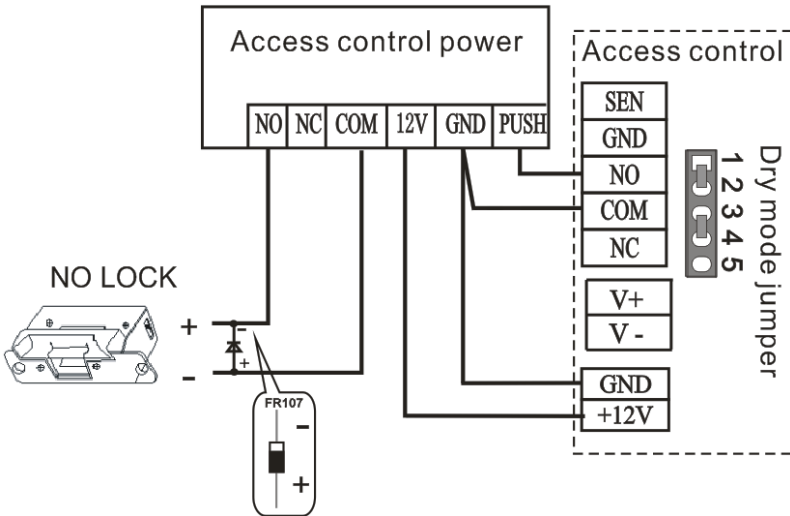 Access control power
NO NC COM 12V GND PUSH
Access control
SEN
GND
NO
COM
NC
V+
V -
GND
+12V
1 2 3 4 5
Dry mode jumper
NO LOCK
+
-
-
+
FR107
-
+